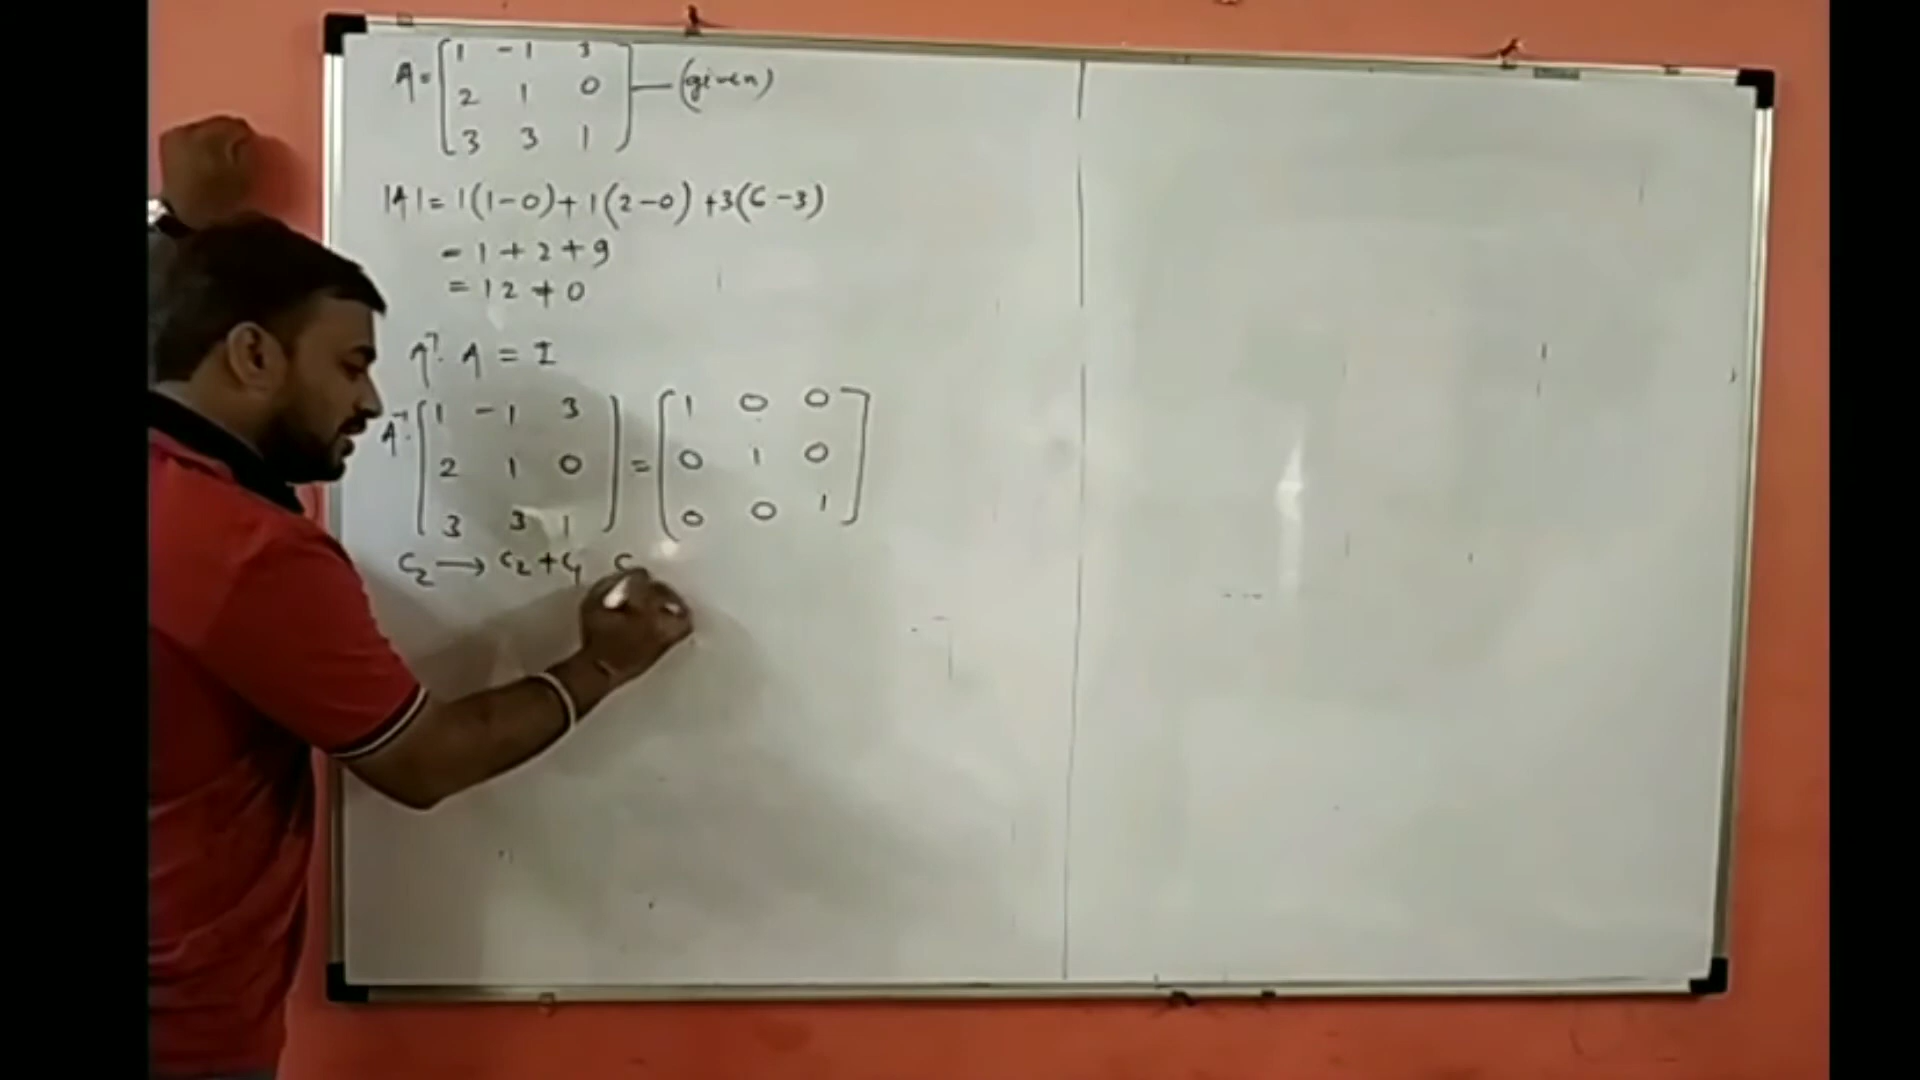 A = [ 1 -1 3
2 1 0
3 3 1 ] — (given)
|A| = 1(1-0)+1(2-0)+3(6-3)
= 1+2+9
= 12 ≠ 0
A⁻¹. A = I
A⁻¹. [ 1 -1 3 ] = [ 1 0 0 ]
2 1 0 0 1 0
3 3 1 0 0 1
C₂ → C₂ + C₁ C